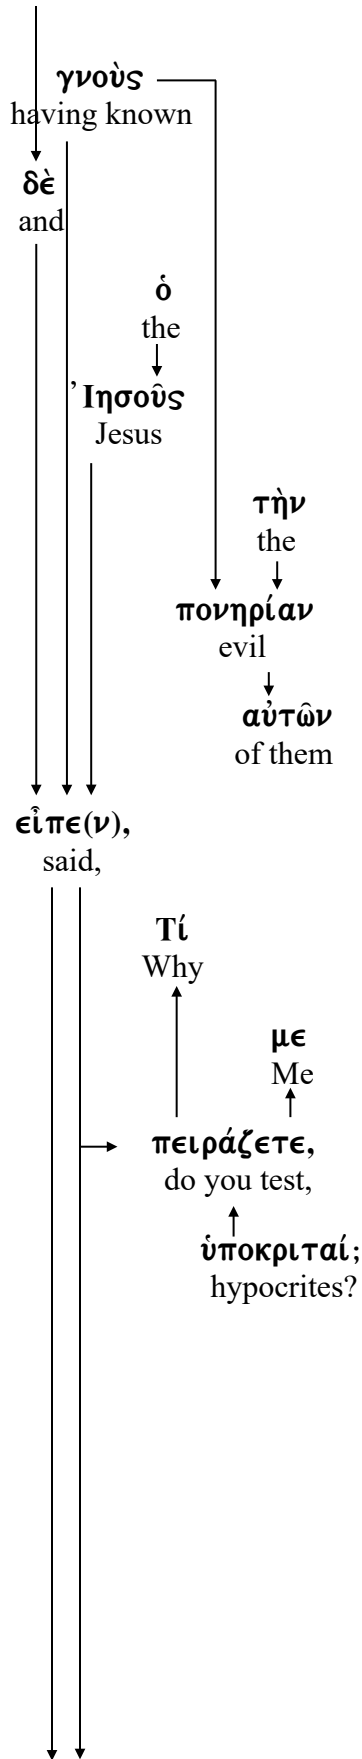 γνοὺς
having known
δὲ
and
ὁ
the
Ἰησοῦς
Jesus
τὴν
the
πονηρίαν
evil
αὐτῶν
of them
εἶπε(ν),
said,
Τί
Why
με
Me
πειράζετε,
do you test,
ὑποκριταί;
hypocrites?